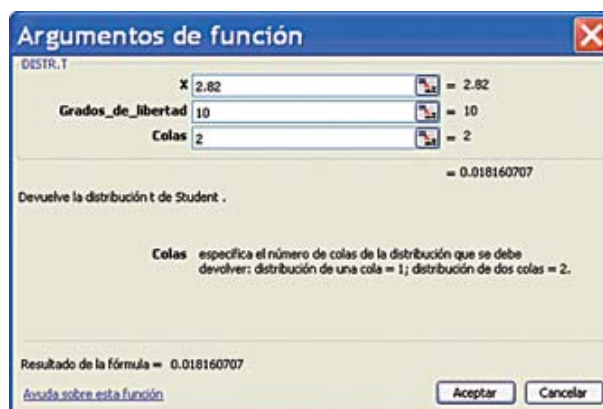 Argumentos de función
DISTR.T
X 2.82 = 2.82
Grados_de_libertad 10 = 10
Colas 2 = 2
= 0.018160707
Devuelve la distribución t de Student .
Colas especifica el número de colas de la distribución que se debe
devolver: distribución de una cola = 1; distribución de dos colas = 2.
Resultado de la fórmula = 0.018160707
Ayuda sobre esta función Aceptar Cancelar